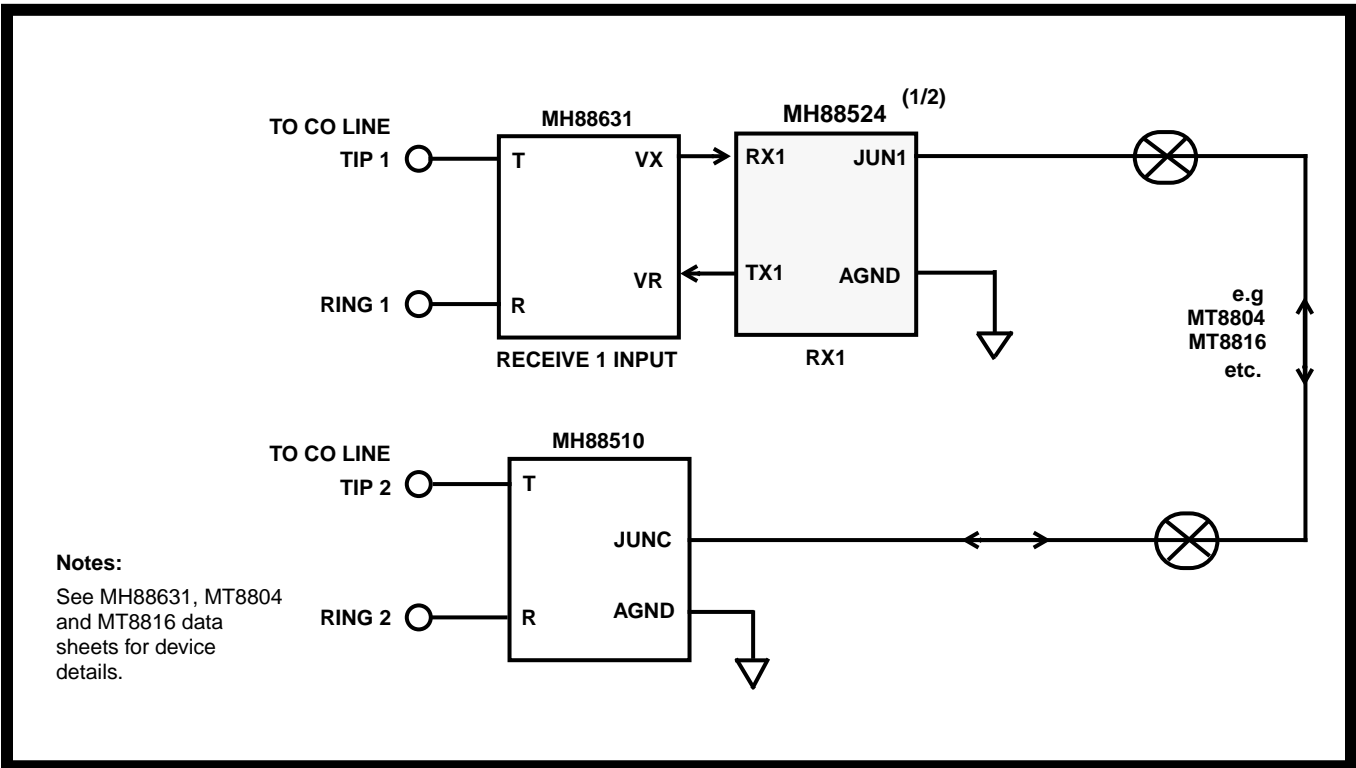 MH88631
MH88524 (1/2)
TO CO LINE
TIP 1
T
VX
RX1
JUN1
VR
TX1
AGND
RING 1
R
RECEIVE 1 INPUT
RX1
e.g
MT8804
MT8816
etc.
MH88510
TO CO LINE
TIP 2
T
JUNC
RING 2
R
AGND
Notes:
See MH88631, MT8804
and MT8816 data
sheets for device
details.